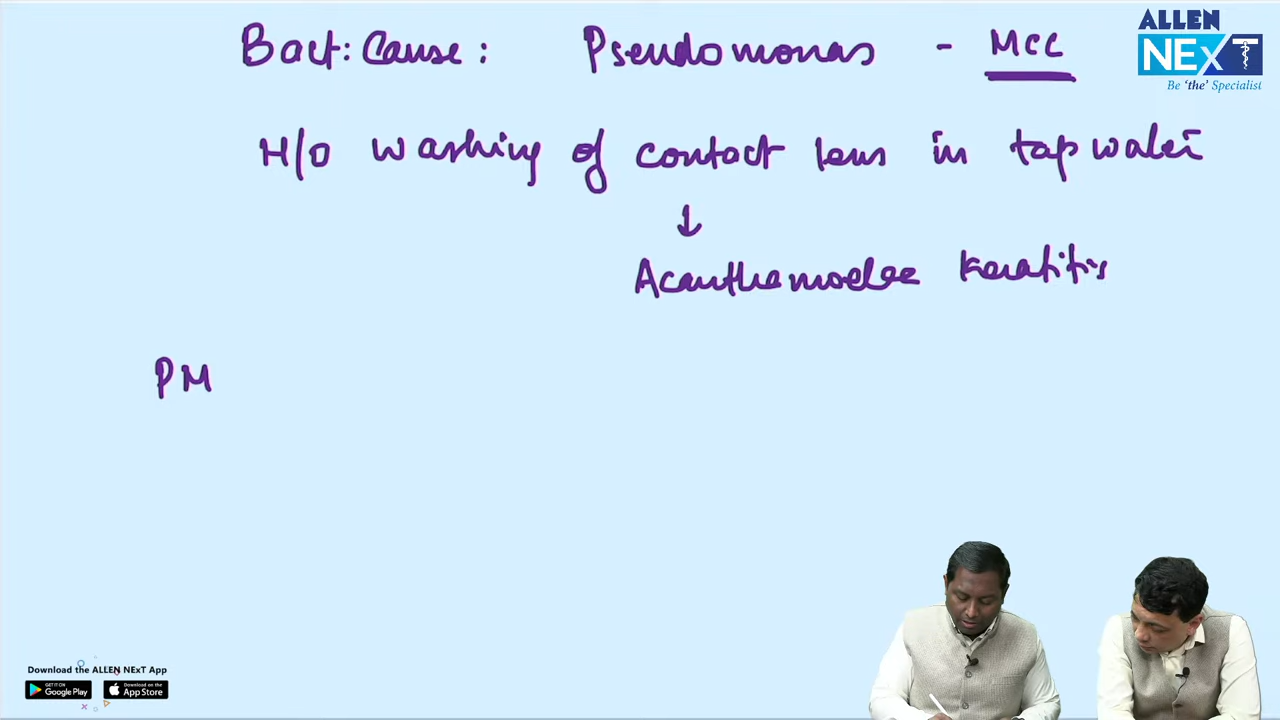 Bact: Cause: Pseudomonas - MCC
H/O washing of contact lens in tap water
↓
Acanthamoebae Keratitis
PM
ALLEN
NExT
Be 'the' Specialist
Download the ALLEN NExT App
GET IT ON
Google Play
Download on the
App Store